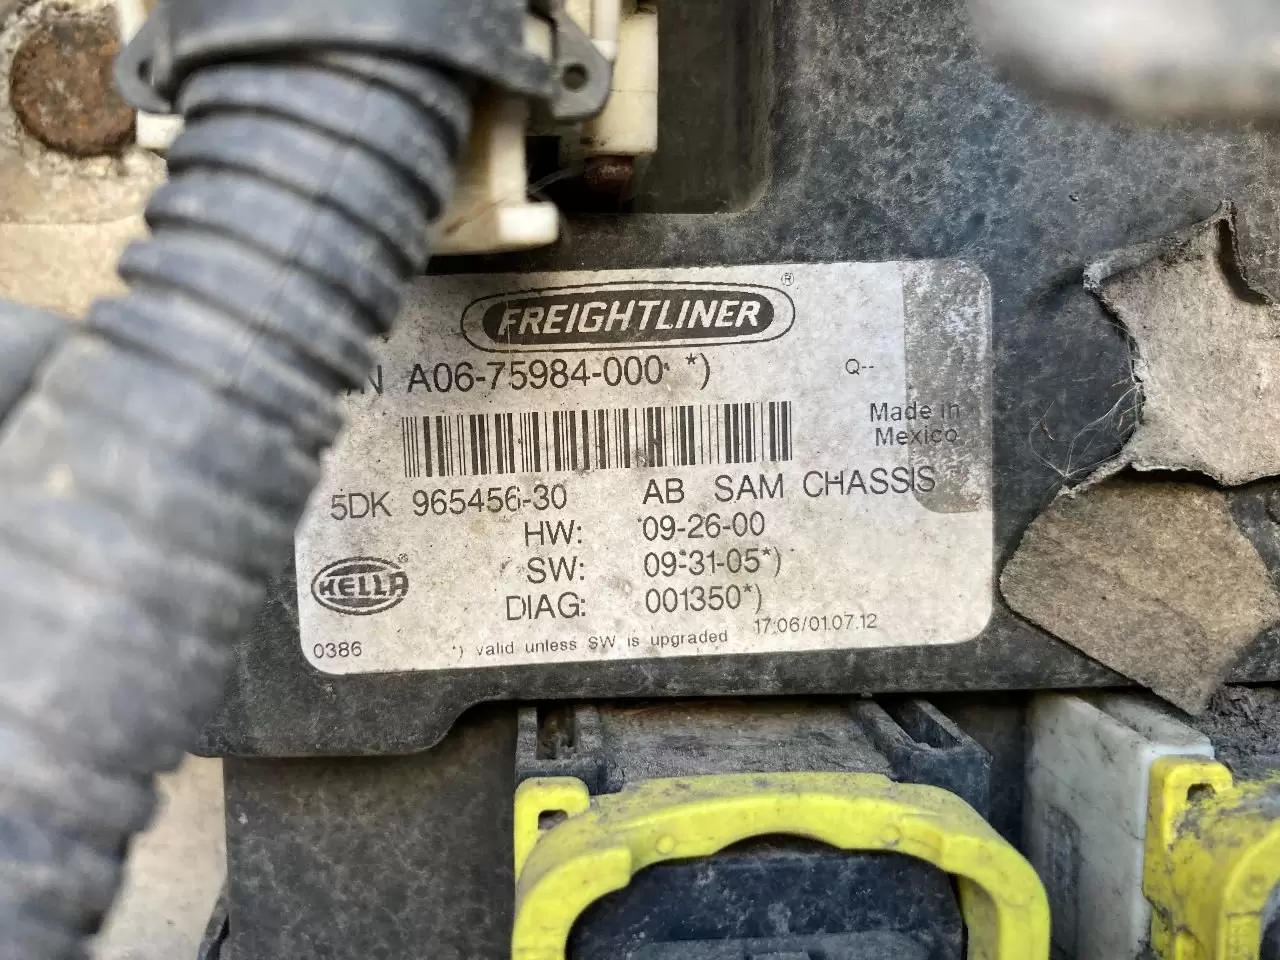 FREIGHTLINER ®
N A06-75984-000 *)
Q--
Made in
Mexico
5DK 965456-30 AB SAM CHASSIS
HW: 09-26-00
SW: 09-31-05*)
DIAG: 001350*)
HELLA ®
0386 *) valid unless SW is upgraded 17:06/01.07.12